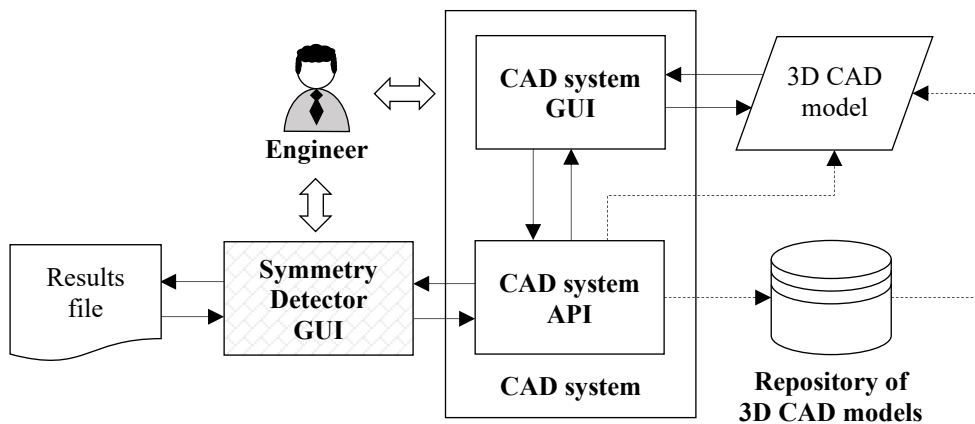 CAD system
GUI
3D CAD
model
Engineer
Results
file
Symmetry
Detector
GUI
CAD system
API
CAD system
Repository of
3D CAD models